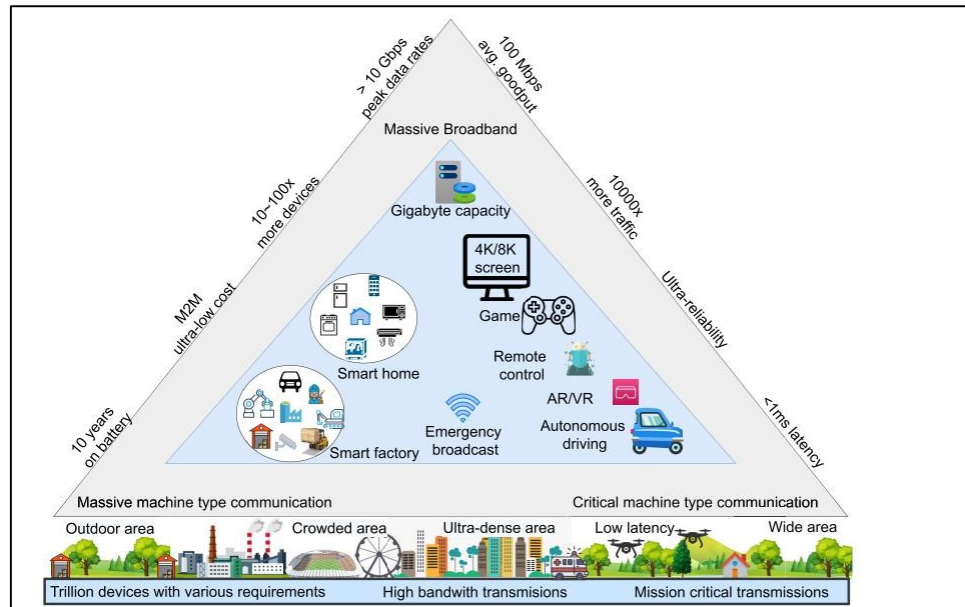 > 10 Gbps
peak data rates
100 Mbps
avg. goodput
Massive Broadband
10~100x
more devices
10000x
more traffic
Gigabyte capacity
4K/8K
screen
Game
M2M
ultra-low cost
Ultra-reliability
Smart home
Remote
control
AR/VR
10 years
on battery
<1ms latency
Smart factory
Emergency
broadcast
Autonomous
driving
Massive machine type communication
Critical machine type communication
Outdoor area
Crowded area
Ultra-dense area
Low latency
Wide area
Trillion devices with various requirements
High bandwith transmisions
Mission critical transmissions